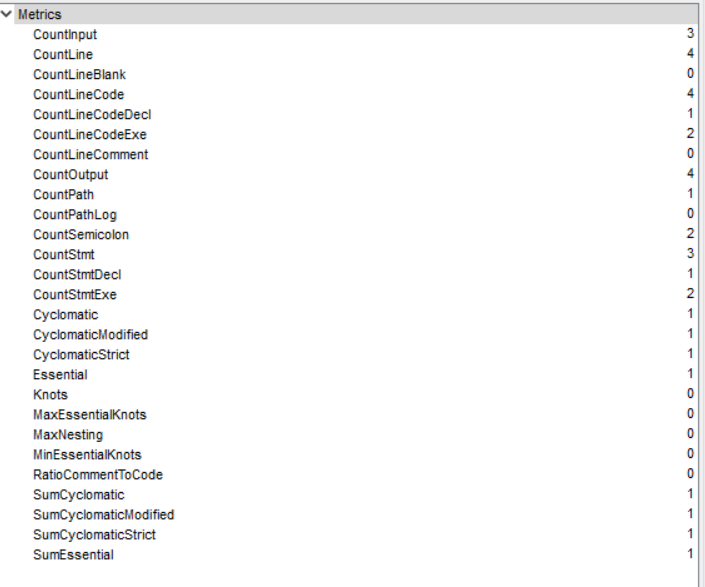 Metrics
CountInput 3
CountLine 4
CountLineBlank 0
CountLineCode 4
CountLineCodeDecl 1
CountLineCodeExe 2
CountLineComment 0
CountOutput 4
CountPath 1
CountPathLog 0
CountSemicolon 2
CountStmt 3
CountStmtDecl 1
CountStmtExe 2
Cyclomatic 1
CyclomaticModified 1
CyclomaticStrict 1
Essential 1
Knots 0
MaxEssentialKnots 0
MaxNesting 0
MinEssentialKnots 0
RatioCommentToCode 0
SumCyclomatic 1
SumCyclomaticModified 1
SumCyclomaticStrict 1
SumEssential 1